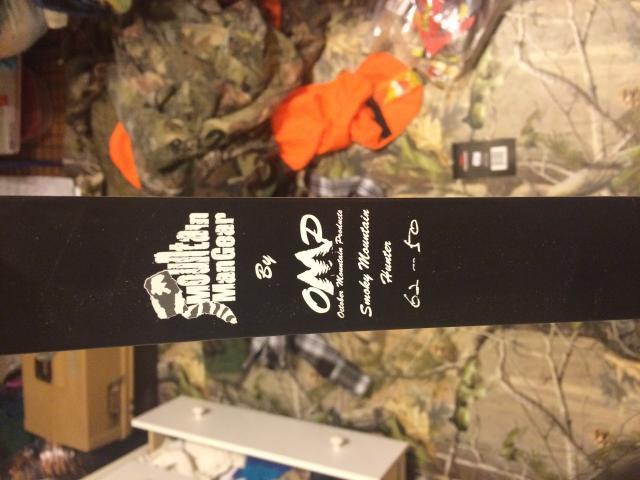 mountain
ManGear
By
OMP
October Mountain Products
Smoky Mountain
Hunter
62 - 50